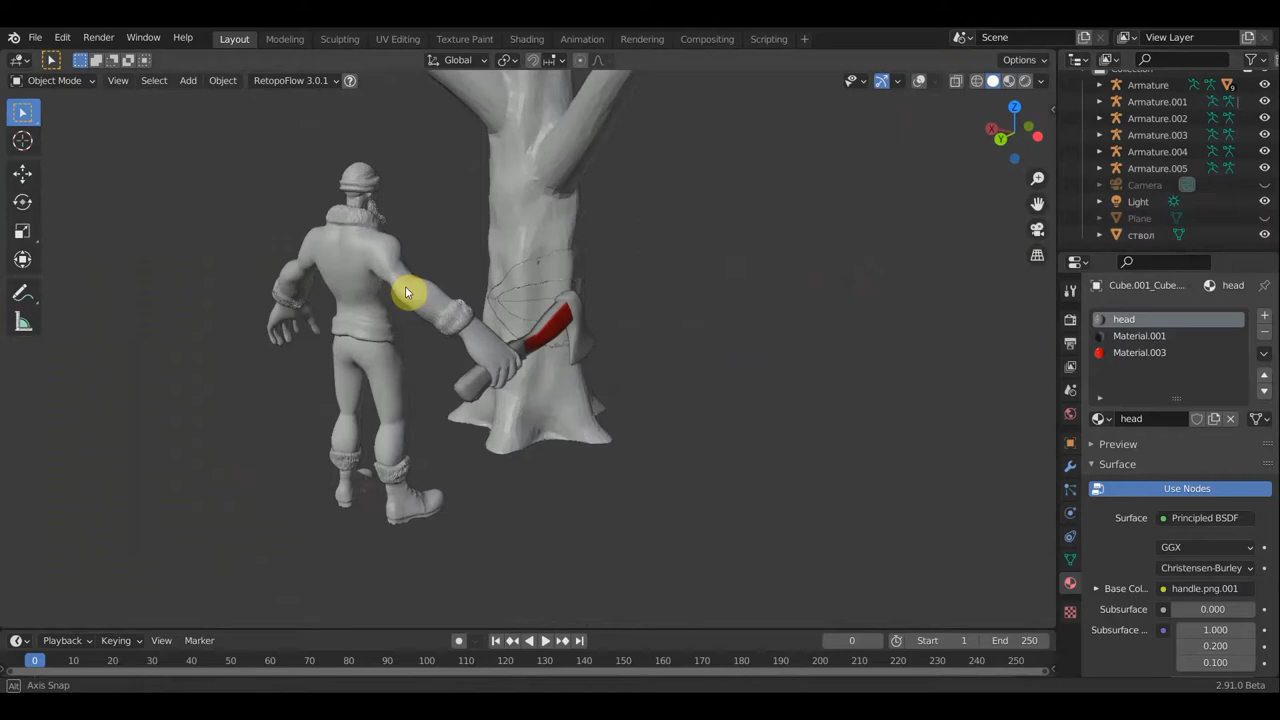 File Edit Render Window Help Layout Modeling Sculpting UV Editing Texture Paint Shading Animation Rendering Compositing Scripting + Scene View Layer
Global Options
Object Mode View Select Add Object RetopoFlow 3.0.1
Armature 9
Armature.001
Armature.002
Armature.003
Armature.004
Armature.005
Camera
Light
Plane
ствол
Z
X
Y
Cube.001_Cube.... head
head
Material.001
Material.003
head
Preview
Surface
Use Nodes
Surface Principled BSDF
GGX
Christensen-Burley
Base Col... handle.png.001
Subsurface 0.000
Subsurface ... 1.000
0.200
0.100
Playback Keying View Marker 0 Start 1 End 250
0 10 20 30 40 50 60 70 80 90 100 110 120 130 140 150 160 170 180 190 200 210 220 230 240 250
Alt Axis Snap 2.91.0 Beta